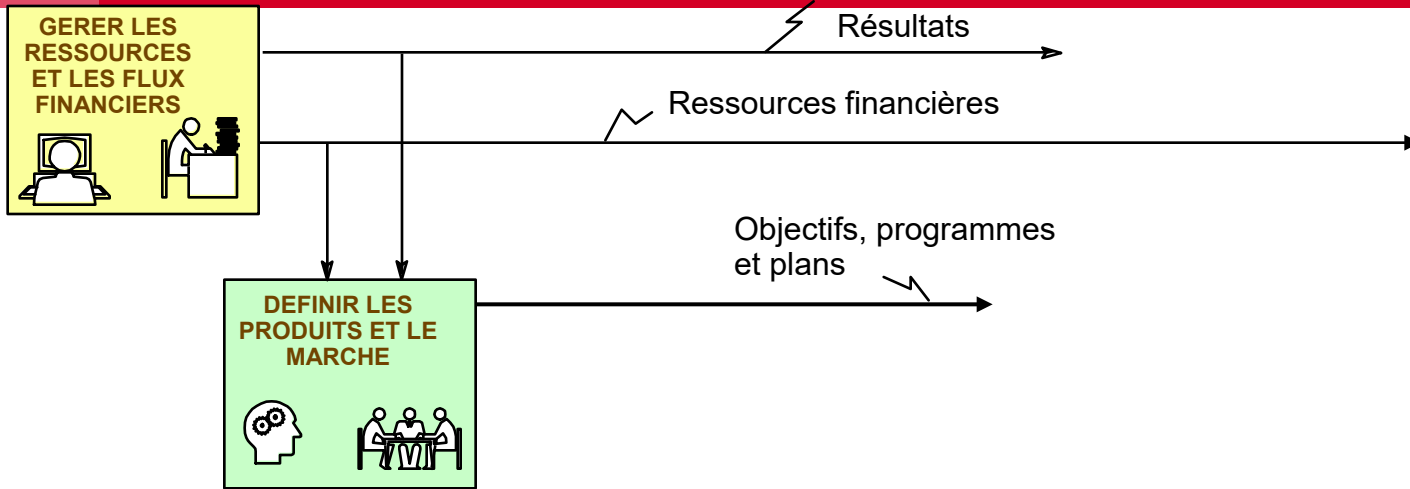 GERER LES
RESSOURCES
ET LES FLUX
FINANCIERS
Résultats
Ressources financières
Objectifs, programmes
et plans
DEFINIR LES
PRODUITS ET LE
MARCHE